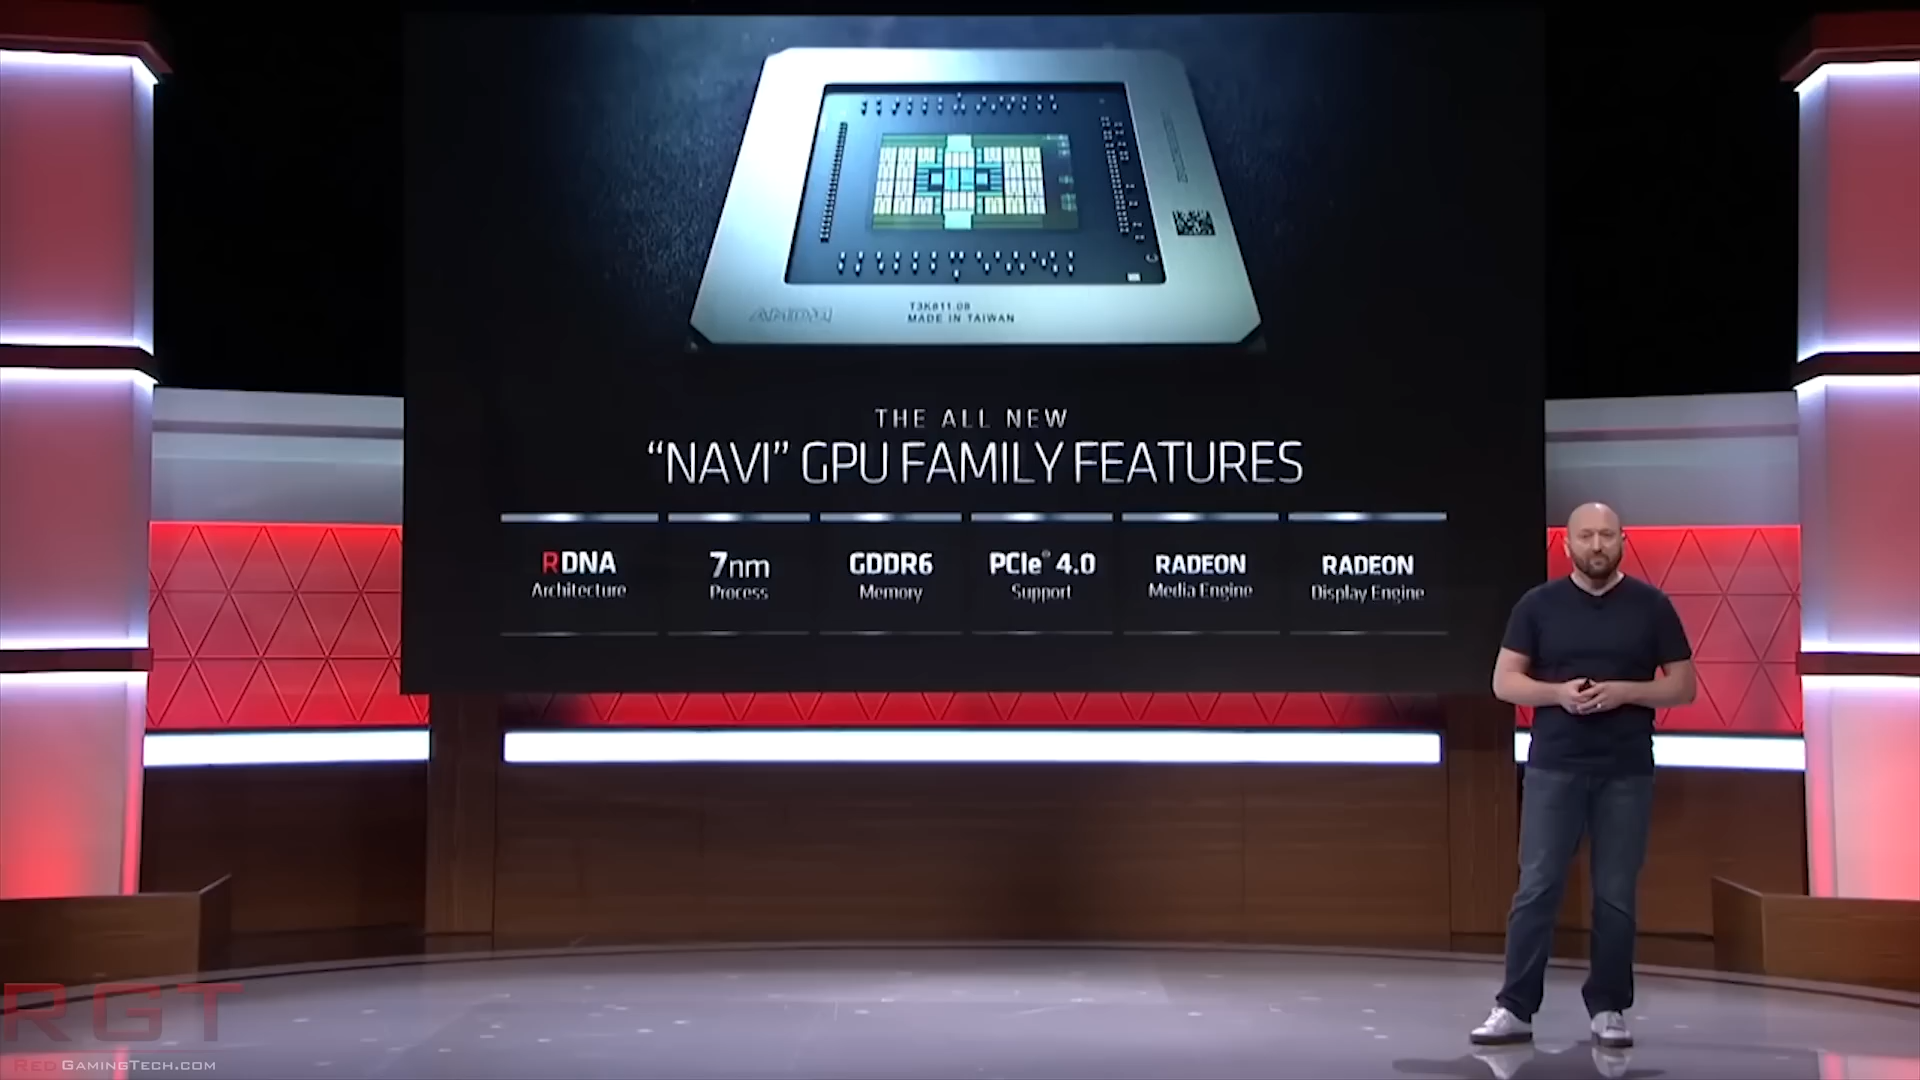 AMD
T3K811.08
MADE IN TAIWAN
THE ALL NEW
“NAVI” GPU FAMILY FEATURES
RDNA
Architecture
7nm
Process
GDDR6
Memory
PCIe® 4.0
Support
RADEON
Media Engine
RADEON
Display Engine
RGT
REDGAMINGTECH.COM